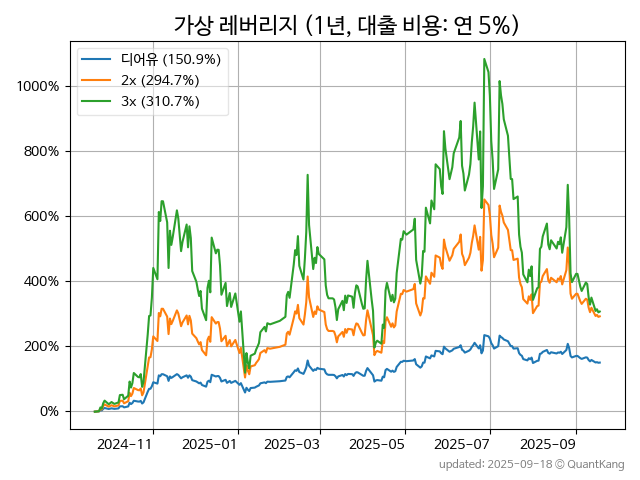 가상 레버리지 (1년, 대출 비용: 연 5%)
디어유 (150.9%)
2x (294.7%)
3x (310.7%)
1000%
800%
600%
400%
200%
0%
2024-11
2025-01
2025-03
2025-05
2025-07
2025-09
updated: 2025-09-18 © QuantKang